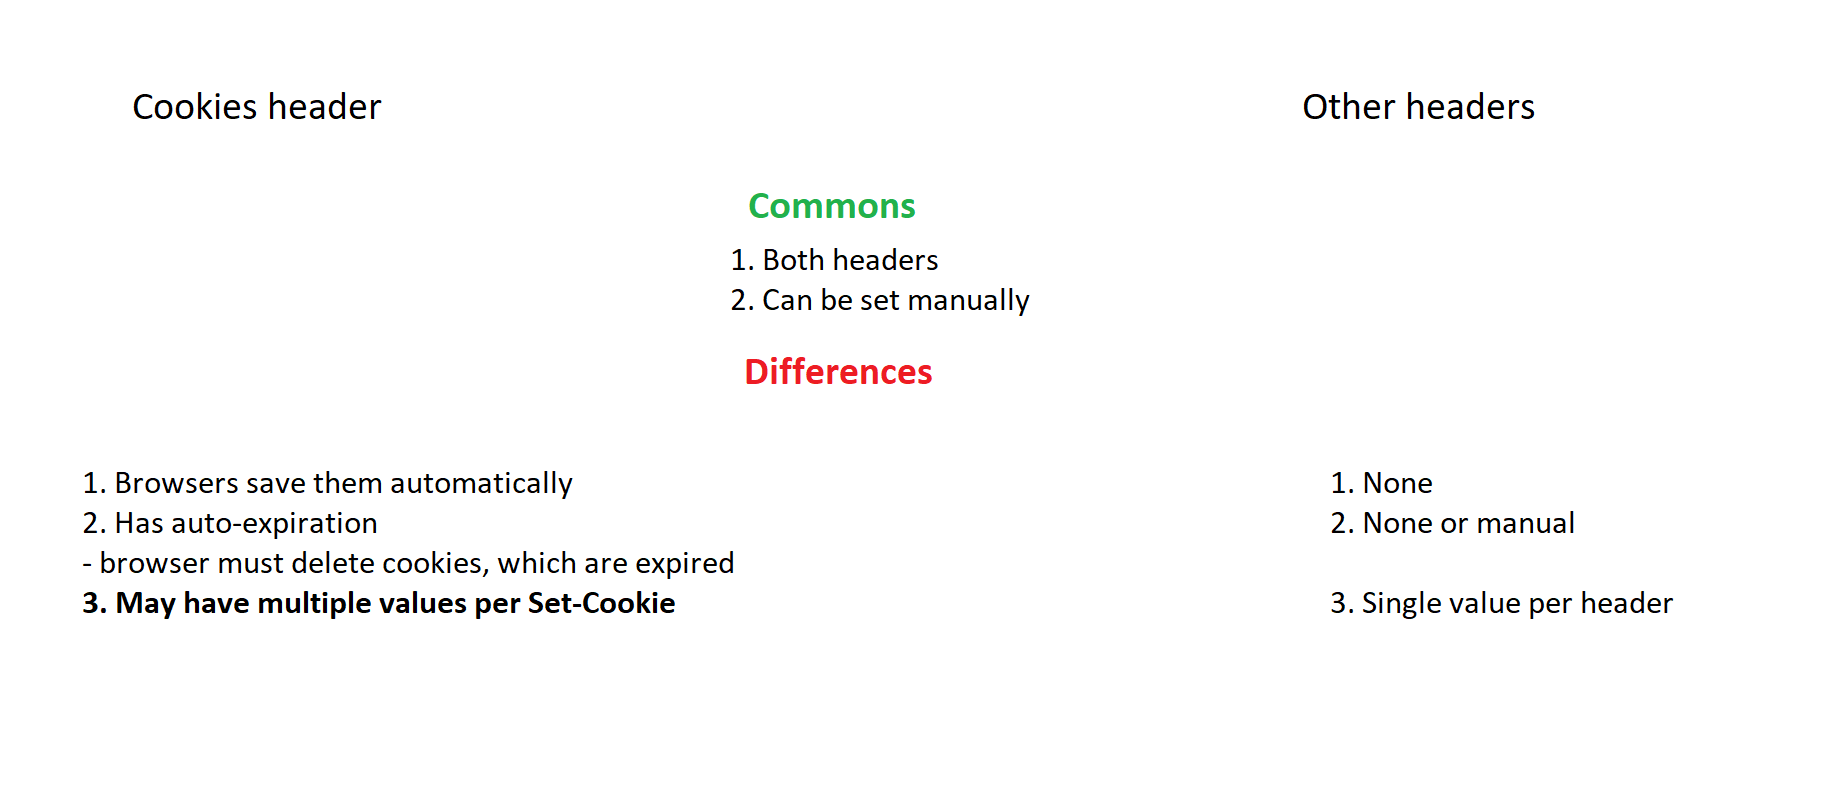 Cookies header
Other headers
Commons
1. Both headers
2. Can be set manually
Differences
1. Browsers save them automatically
2. Has auto-expiration
- browser must delete cookies, which are expired
3. May have multiple values per Set-Cookie
1. None
2. None or manual
3. Single value per header